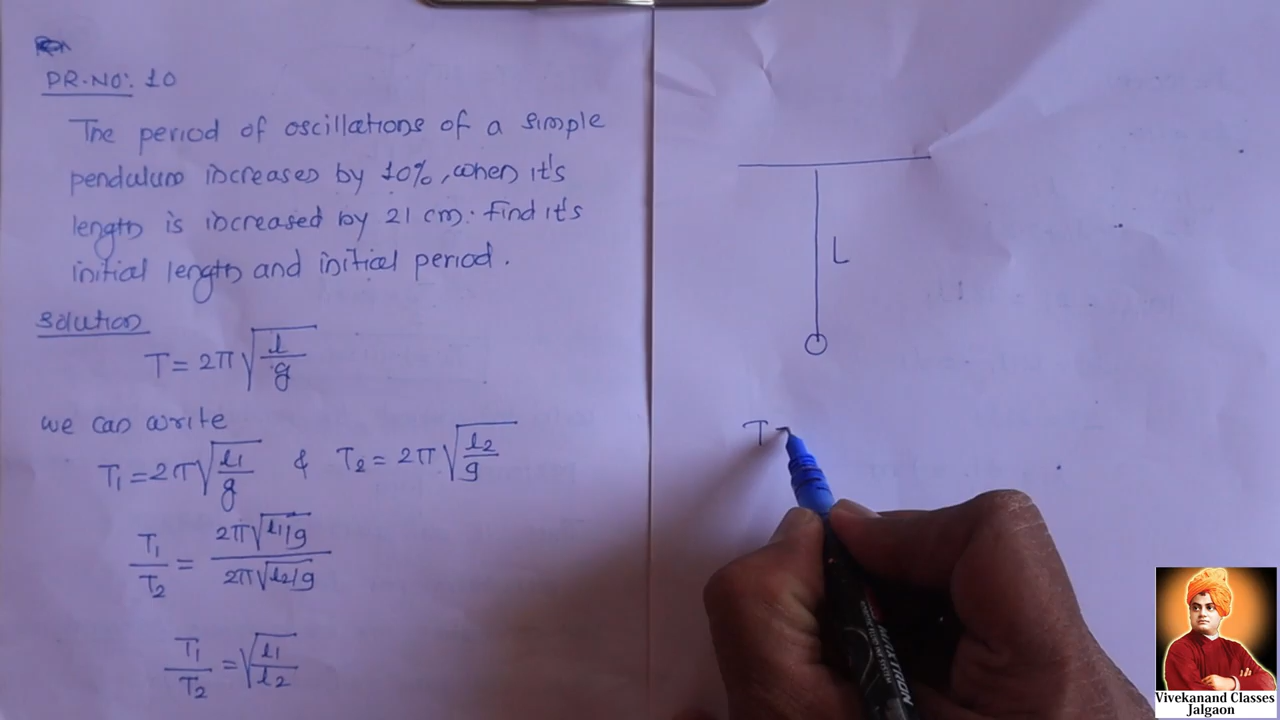 PR.NO: 10
The period of oscillations of a simple
pendulum increases by 10%, when it's
length is increased by 21 cm. Find it's
initial length and initial period.
Solution
T = 2π√(l/g)
we can write
T₁ = 2π√(l₁/g) & T₂ = 2π√(l₂/g)
T₁/T₂ = 2π√(l₁/g) / 2π√(l₂/g)
T₁/T₂ = √(l₁/l₂)
L
T =
Vivekanand Classes
Jalgaon